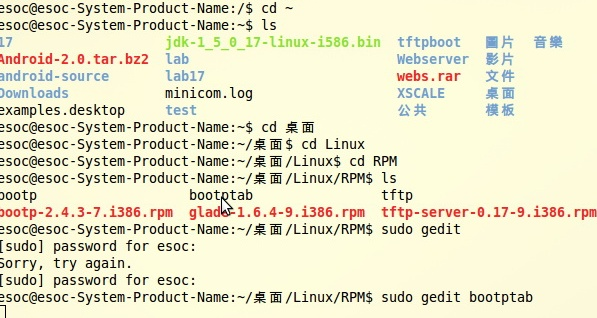 esoc@esoc-System-Product-Name:/$ cd ~
esoc@esoc-System-Product-Name:~$ ls
17 jdk-1_5_0_17-linux-i586.bin tftpboot 圖片 音樂
Android-2.0.tar.bz2 lab Webserver 影片
android-source lab17 webs.rar 文件
Downloads minicom.log XSCALE 桌面
examples.desktop test 公共 模板
esoc@esoc-System-Product-Name:~$ cd 桌面
esoc@esoc-System-Product-Name:~/桌面$ cd Linux
esoc@esoc-System-Product-Name:~/桌面/Linux$ cd RPM
esoc@esoc-System-Product-Name:~/桌面/Linux/RPM$ ls
bootp bootptab tftp
bootp-2.4.3-7.i386.rpm glade-1.6.4-9.i386.rpm tftp-server-0.17-9.i386.rpm
esoc@esoc-System-Product-Name:~/桌面/Linux/RPM$ sudo gedit
[sudo] password for esoc:
Sorry, try again.
[sudo] password for esoc:
esoc@esoc-System-Product-Name:~/桌面/Linux/RPM$ sudo gedit bootptab